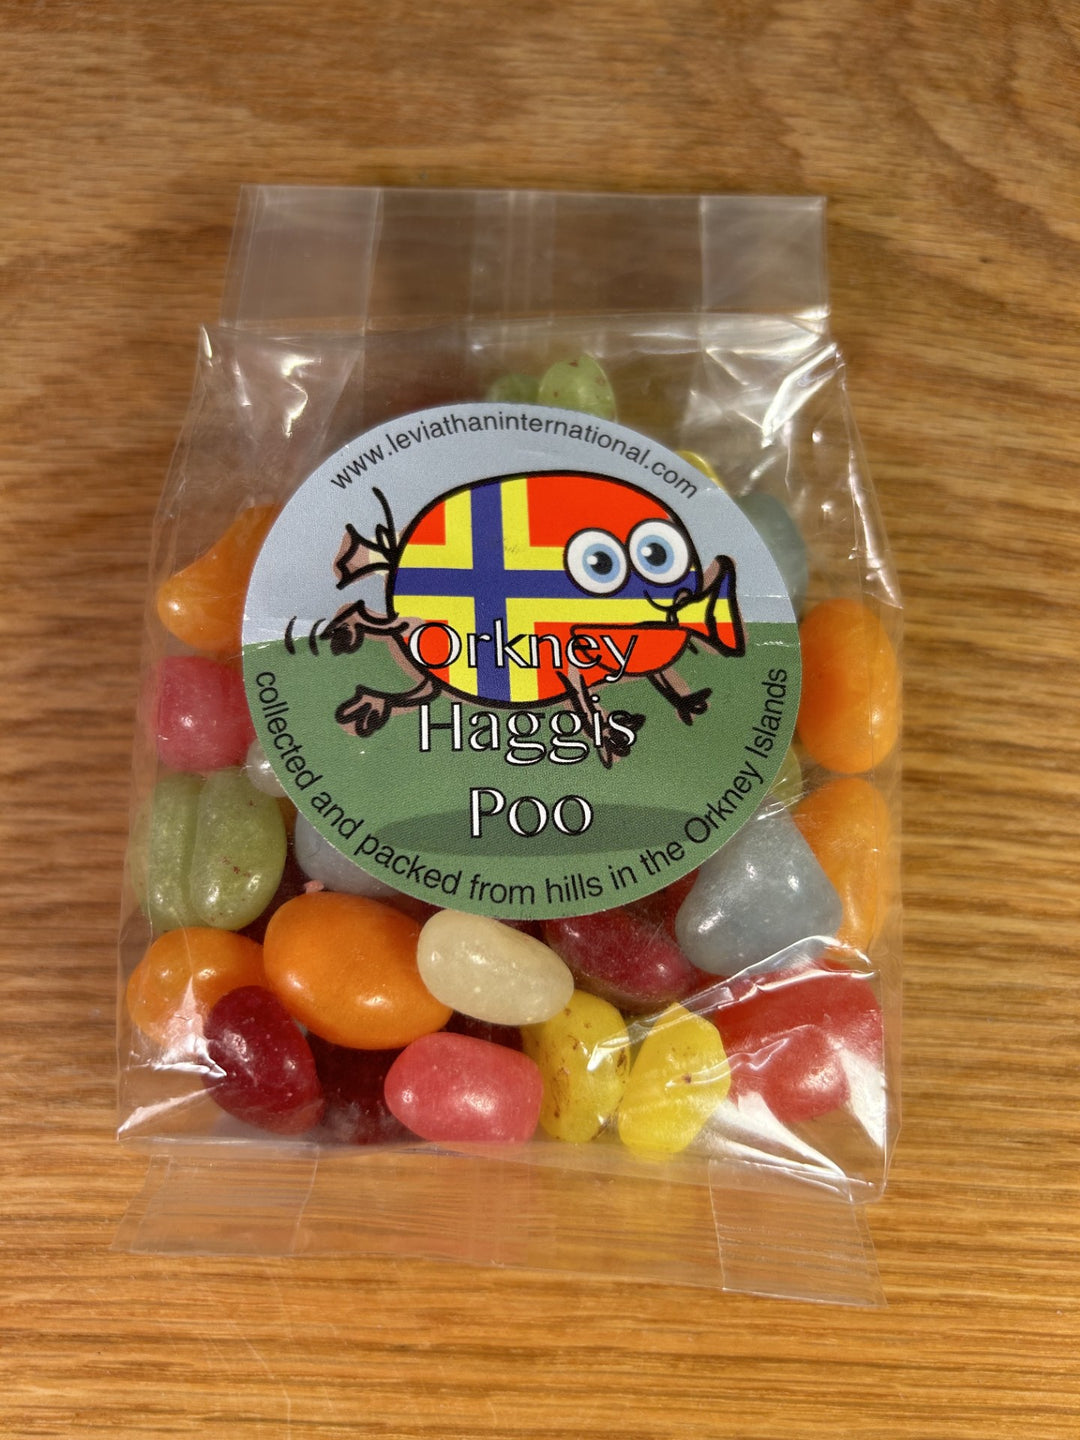 www.leviathaninternational.com
Orkney
Haggis
Poo
collected and packed from hills in the Orkney Islands